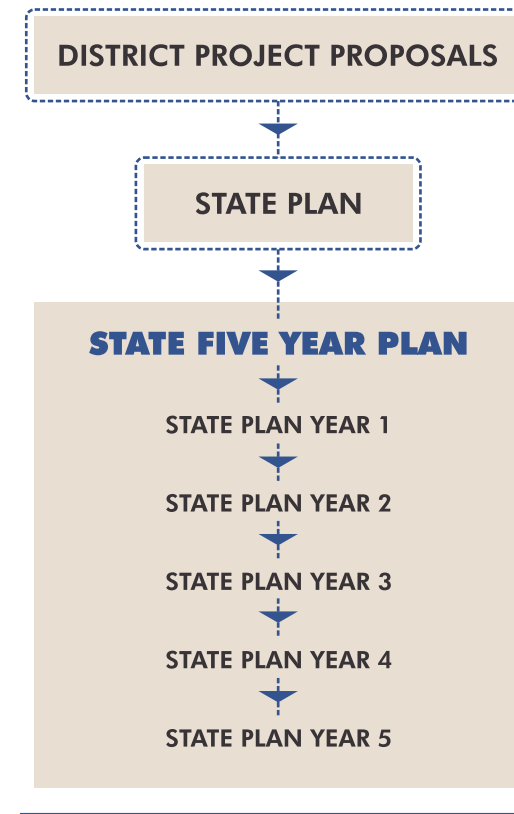 DISTRICT PROJECT PROPOSALS
STATE PLAN
STATE FIVE YEAR PLAN
STATE PLAN YEAR 1
STATE PLAN YEAR 2
STATE PLAN YEAR 3
STATE PLAN YEAR 4
STATE PLAN YEAR 5